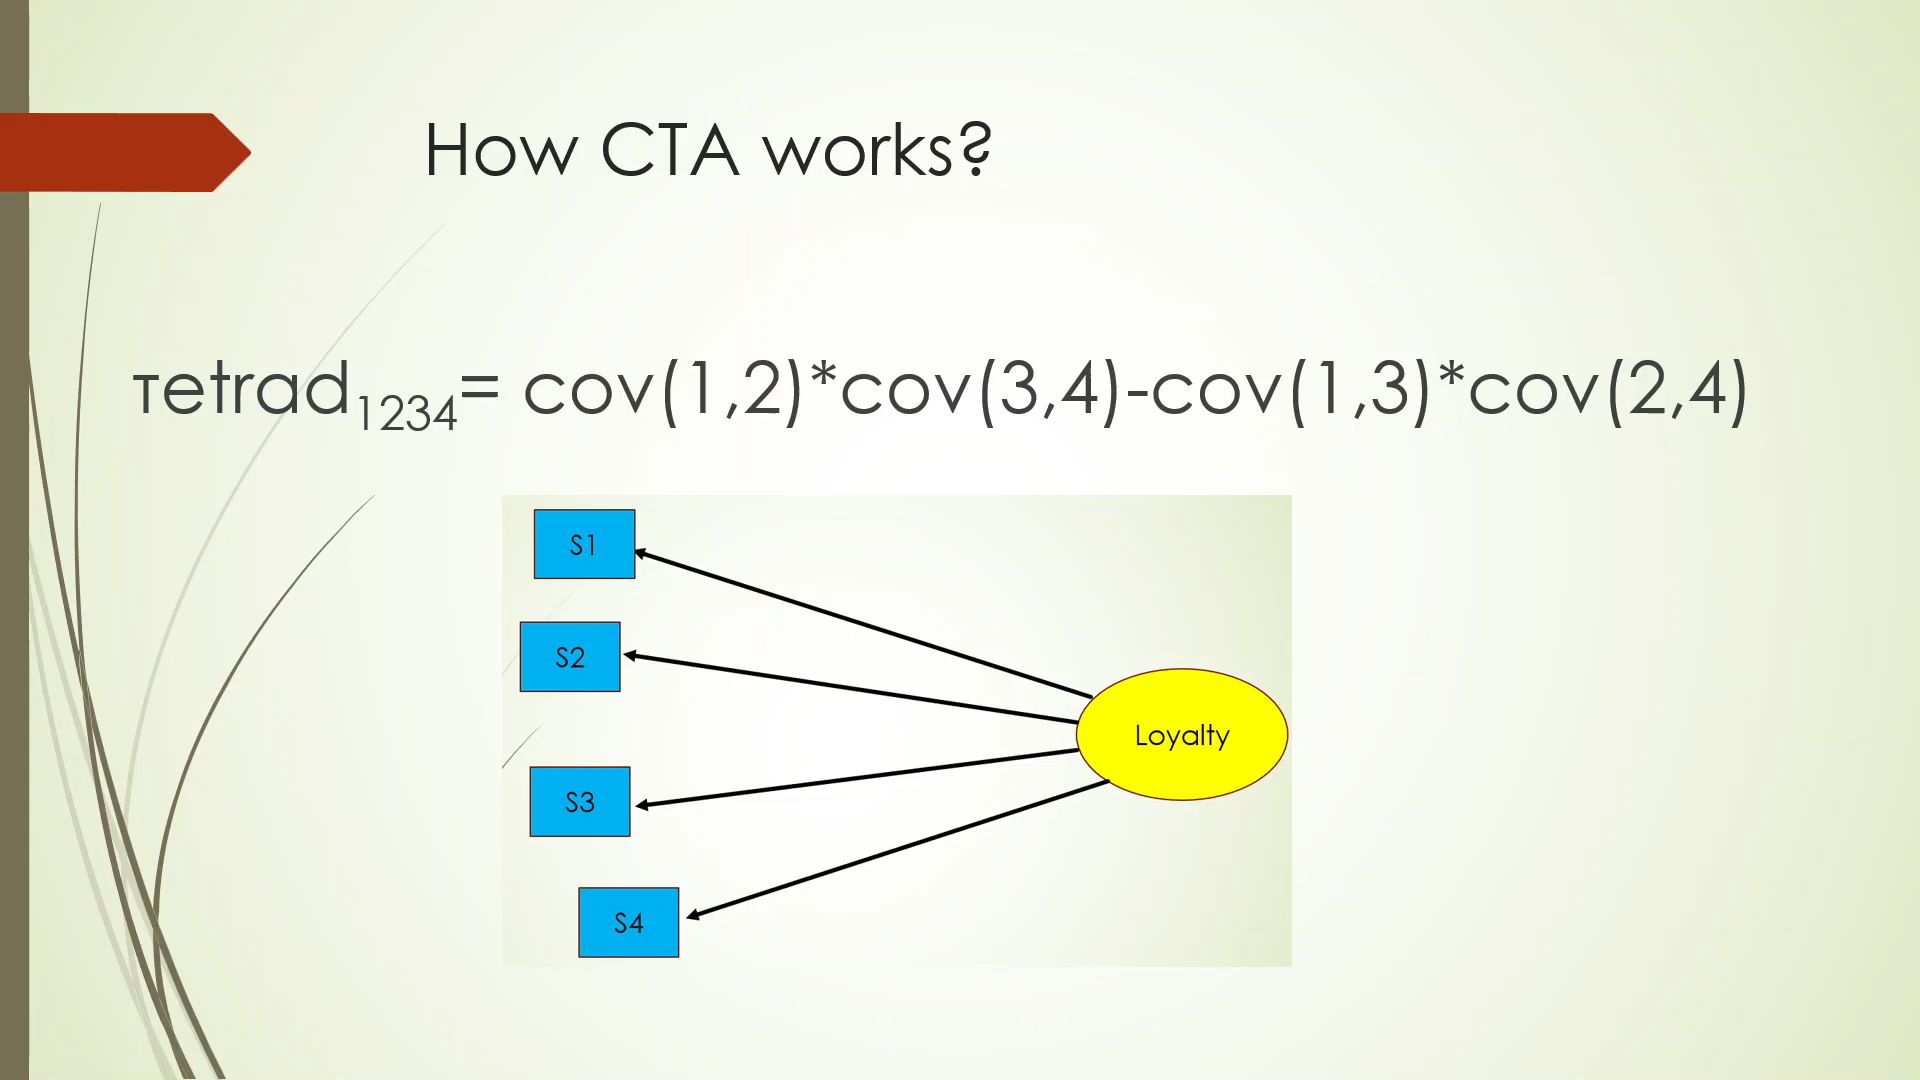 How CTA works?
τetrad1234= cov(1,2)*cov(3,4)-cov(1,3)*cov(2,4)
S1
S2
Loyalty
S3
S4